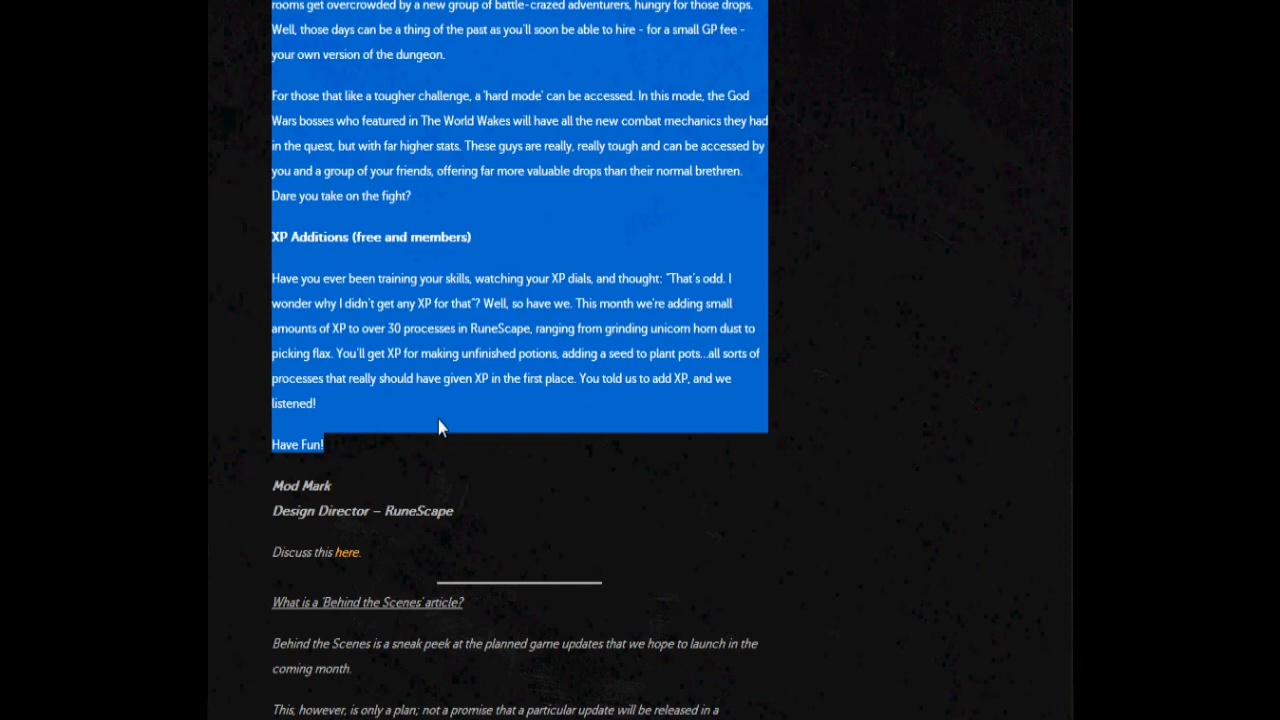 rooms get overcrowded by a new group of battle-crazed adventurers, hungry for those drops.
Well, those days can be a thing of the past as you'll soon be able to hire - for a small GP fee -
your own version of the dungeon.
For those that like a tougher challenge, a 'hard mode' can be accessed. In this mode, the God
Wars bosses who featured in The World Wakes will have all the new combat mechanics they had
in the quest, but with far higher stats. These guys are really, really tough and can be accessed by
you and a group of your friends, offering far more valuable drops than their normal brethren.
Dare you take on the fight?
XP Additions (free and members)
Have you ever been training your skills, watching your XP dials, and thought: "That's odd. I
wonder why I didn't get any XP for that"? Well, so have we. This month we're adding small
amounts of XP to over 30 processes in RuneScape, ranging from grinding unicorn horn dust to
picking flax. You'll get XP for making unfinished potions, adding a seed to plant pots...all sorts of
processes that really should have given XP in the first place. You told us to add XP, and we
listened!
Have Fun!
Mod Mark
Design Director – RuneScape
Discuss this here.
What is a 'Behind the Scenes' article?
Behind the Scenes is a sneak peek at the planned game updates that we hope to launch in the
coming month.
This, however, is only a plan; not a promise that a particular update will be released in a